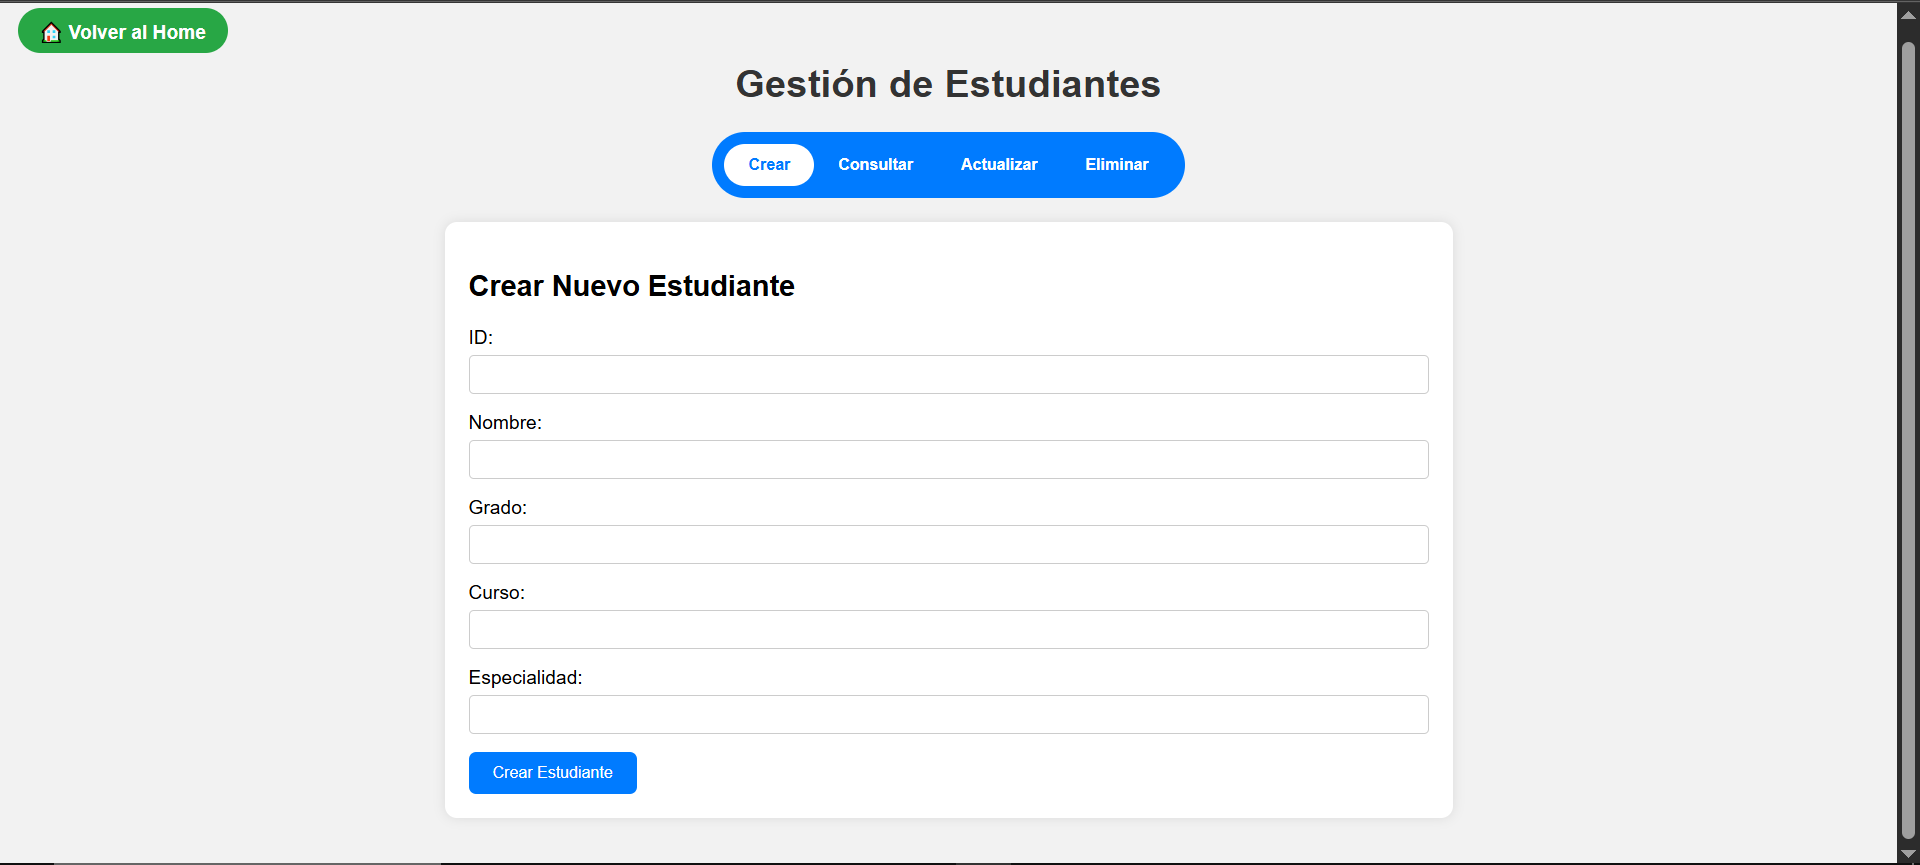 Volver al Home
Gestión de Estudiantes
Crear Consultar Actualizar Eliminar
Crear Nuevo Estudiante
ID:
Nombre:
Grado:
Curso:
Especialidad:
Crear Estudiante